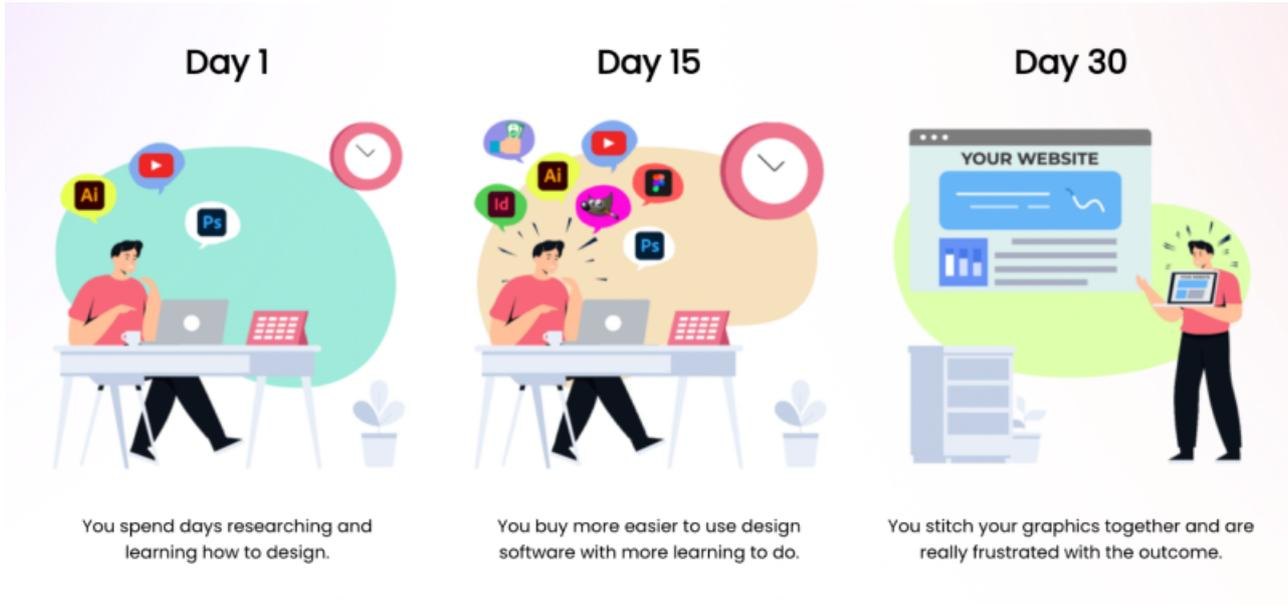 Day 1
Day 15
Day 30
Ai
Ps
Id
Ai
Ps
YOUR WEBSITE
You spend days researching and
learning how to design.
You buy more easier to use design
software with more learning to do.
You stitch your graphics together and are
really frustrated with the outcome.